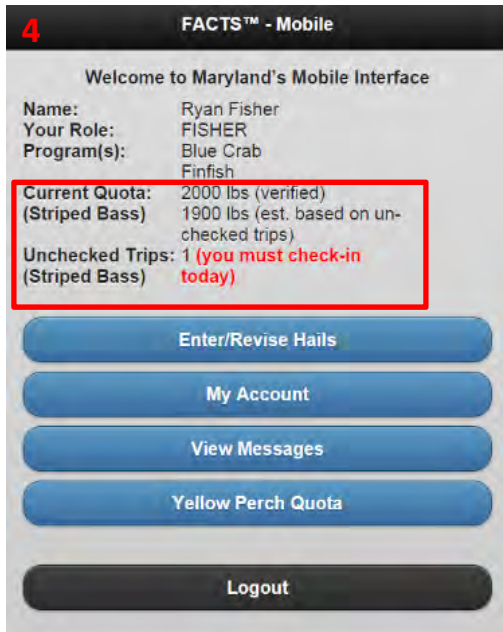 4
FACTS™ - Mobile
Welcome to Maryland's Mobile Interface
Name: Ryan Fisher
Your Role: FISHER
Program(s): Blue Crab
Finfish
Current Quota: 2000 lbs (verified)
(Striped Bass) 1900 lbs (est. based on un-
checked trips)
Unchecked Trips: 1 (you must check-in
(Striped Bass) today)
Enter/Revise Hails
My Account
View Messages
Yellow Perch Quota
Logout